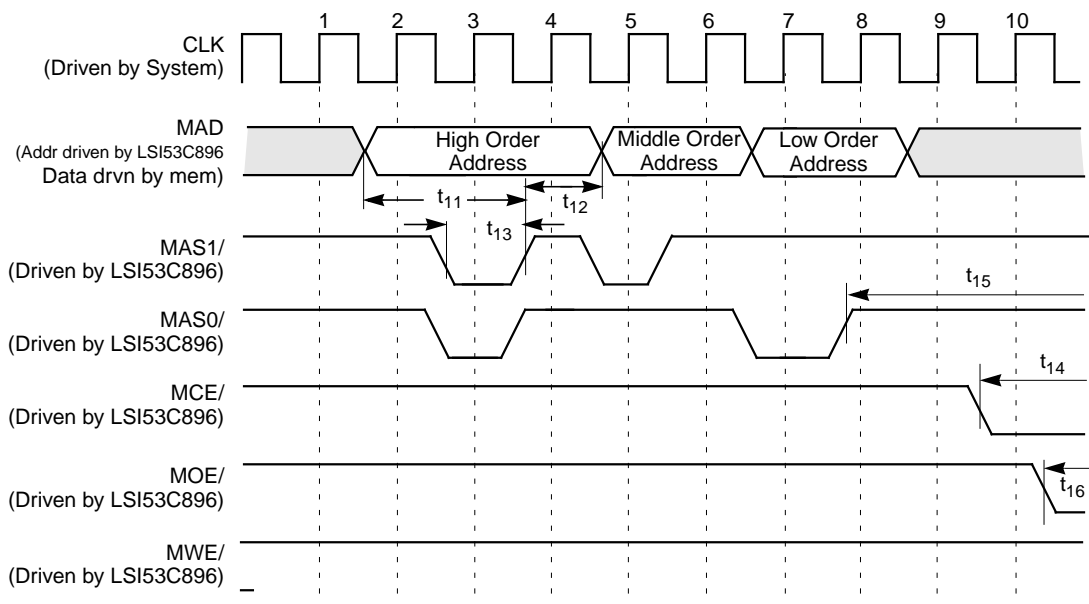 1 2 3 4 5 6 7 8 9 10
CLK
(Driven by System)
MAD
(Addr driven by LSI53C896
Data drvn by mem)
High Order
Address
Middle Order
Address
Low Order
Address
t11
t12
t13
MAS1/
(Driven by LSI53C896)
t15
MAS0/
(Driven by LSI53C896)
t14
MCE/
(Driven by LSI53C896)
MOE/
(Driven by LSI53C896)
t16
MWE/
(Driven by LSI53C896)